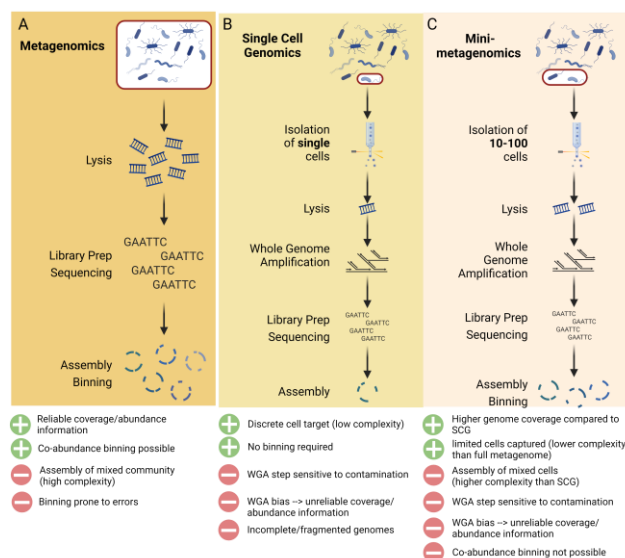 A
Metagenomics
Lysis
Library Prep
Sequencing
GAATTC
GAATTC
GAATTC
GAATTC
Assembly
Binning
Reliable coverage/abundance
information
Co-abundance binning possible
Assembly of mixed community
(high complexity)
Binning prone to errors
B
Single Cell
Genomics
Isolation
of single
cells
Lysis
Whole Genome
Amplification
Library Prep
Sequencing
GAATTC
GAATTC
GAATTC
GAATTC
Assembly
Discrete cell target (low complexity)
No binning required
WGA step sensitive to contamination
WGA bias --> unreliable coverage/
abundance information
Incomplete/fragmented genomes
C
Mini-
metagenomics
Isolation of
10-100
cells
Lysis
Whole
Genome
Amplification
Library Prep
Sequencing
GAATTC
GAATTC
GAATTC
GAATTC
Assembly
Binning
Higher genome coverage compared to
SCG
limited cells captured (lower complexity
than full metagenome)
Assembly of mixed cells
(higher complexity than SCG)
WGA step sensitive to contamination
WGA bias --> unreliable coverage/
abundance information
Co-abundance binning not possible